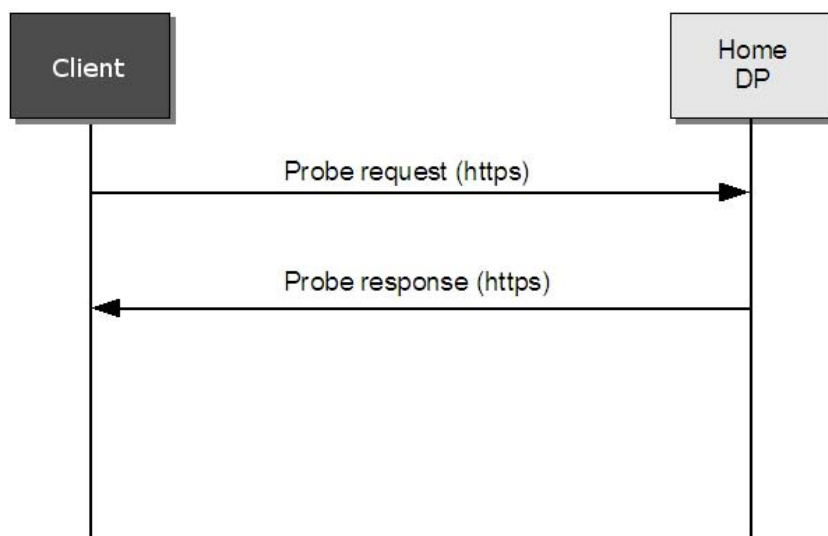 Client
Home
DP
Probe request (https)
Probe response (https)